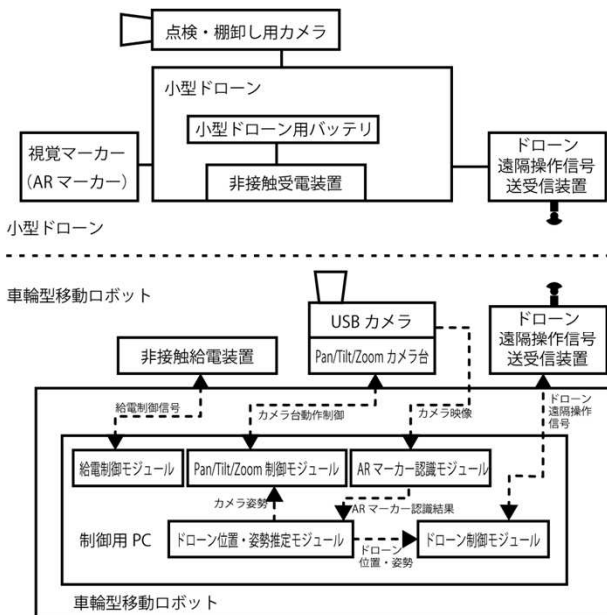 点検・棚卸し用カメラ
小型ドローン
小型ドローン用バッテリ
非接触受電装置
視覚マーカー
（ARマーカー）
ドローン
遠隔操作信号
送受信装置
小型ドローン
車輪型移動ロボット
USB カメラ
Pan/Tilt/Zoom カメラ台
ドローン
遠隔操作信号
送受信装置
非接触給電装置
給電制御信号
カメラ台動作制御
カメラ映像
ドローン
遠隔操作
信号
給電制御モジュール
Pan/Tilt/Zoom 制御モジュール
ARマーカー認識モジュール
カメラ姿勢
ARマーカー認識結果
制御用 PC
ドローン位置・姿勢推定モジュール
ドローン
位置・姿勢
ドローン制御モジュール
車輪型移動ロボット